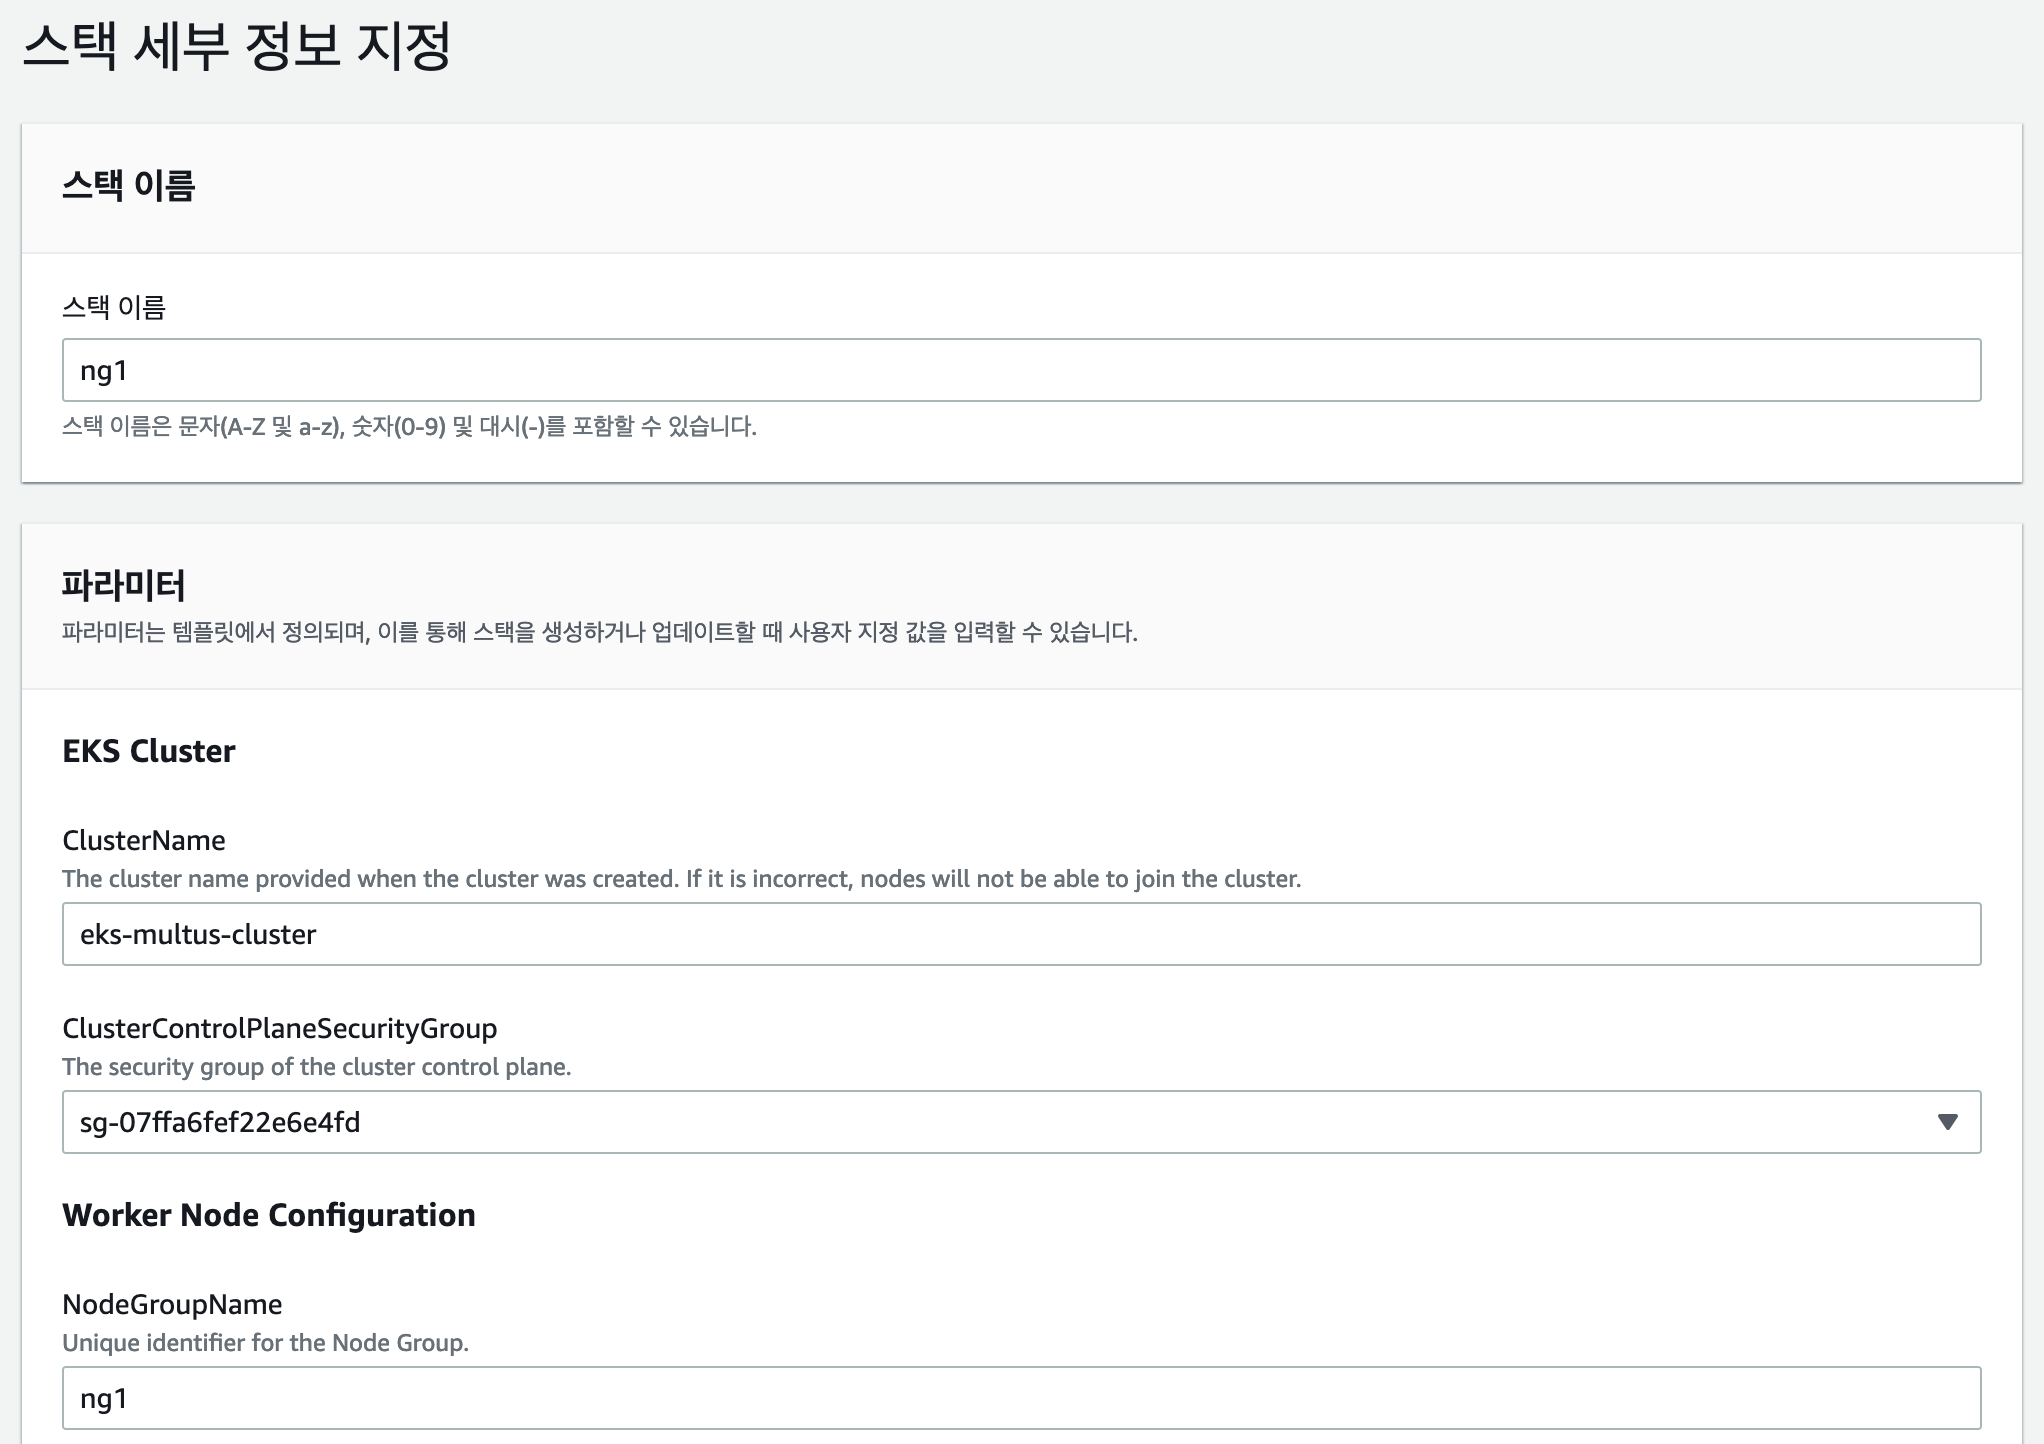 스택 세부 정보 지정
스택 이름
스택 이름
ng1
스택 이름은 문자(A-Z 및 a-z), 숫자(0-9) 및 대시(-)를 포함할 수 있습니다.
파라미터
파라미터는 템플릿에서 정의되며, 이를 통해 스택을 생성하거나 업데이트할 때 사용자 지정 값을 입력할 수 있습니다.
EKS Cluster
ClusterName
The cluster name provided when the cluster was created. If it is incorrect, nodes will not be able to join the cluster.
eks-multus-cluster
ClusterControlPlaneSecurityGroup
The security group of the cluster control plane.
sg-07ffa6fef22e6e4fd
Worker Node Configuration
NodeGroupName
Unique identifier for the Node Group.
ng1